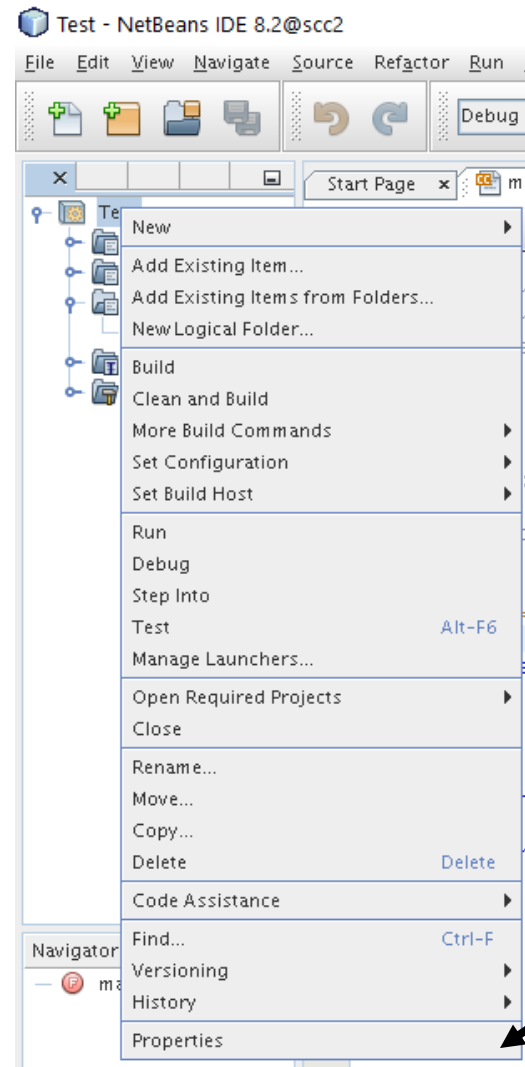 Test - NetBeans IDE 8.2@scc2
File Edit View Navigate Source Refactor Run
Debug
Start Page
m
Te
New
Add Existing Item...
Add Existing Items from Folders...
New Logical Folder...
Build
Clean and Build
More Build Commands
Set Configuration
Set Build Host
Run
Debug
Step Into
Test Alt-F6
Manage Launchers...
Open Required Projects
Close
Rename...
Move...
Copy...
Delete Delete
Code Assistance
Find... Ctrl-F
Navigator
Versioning
ma
History
Properties